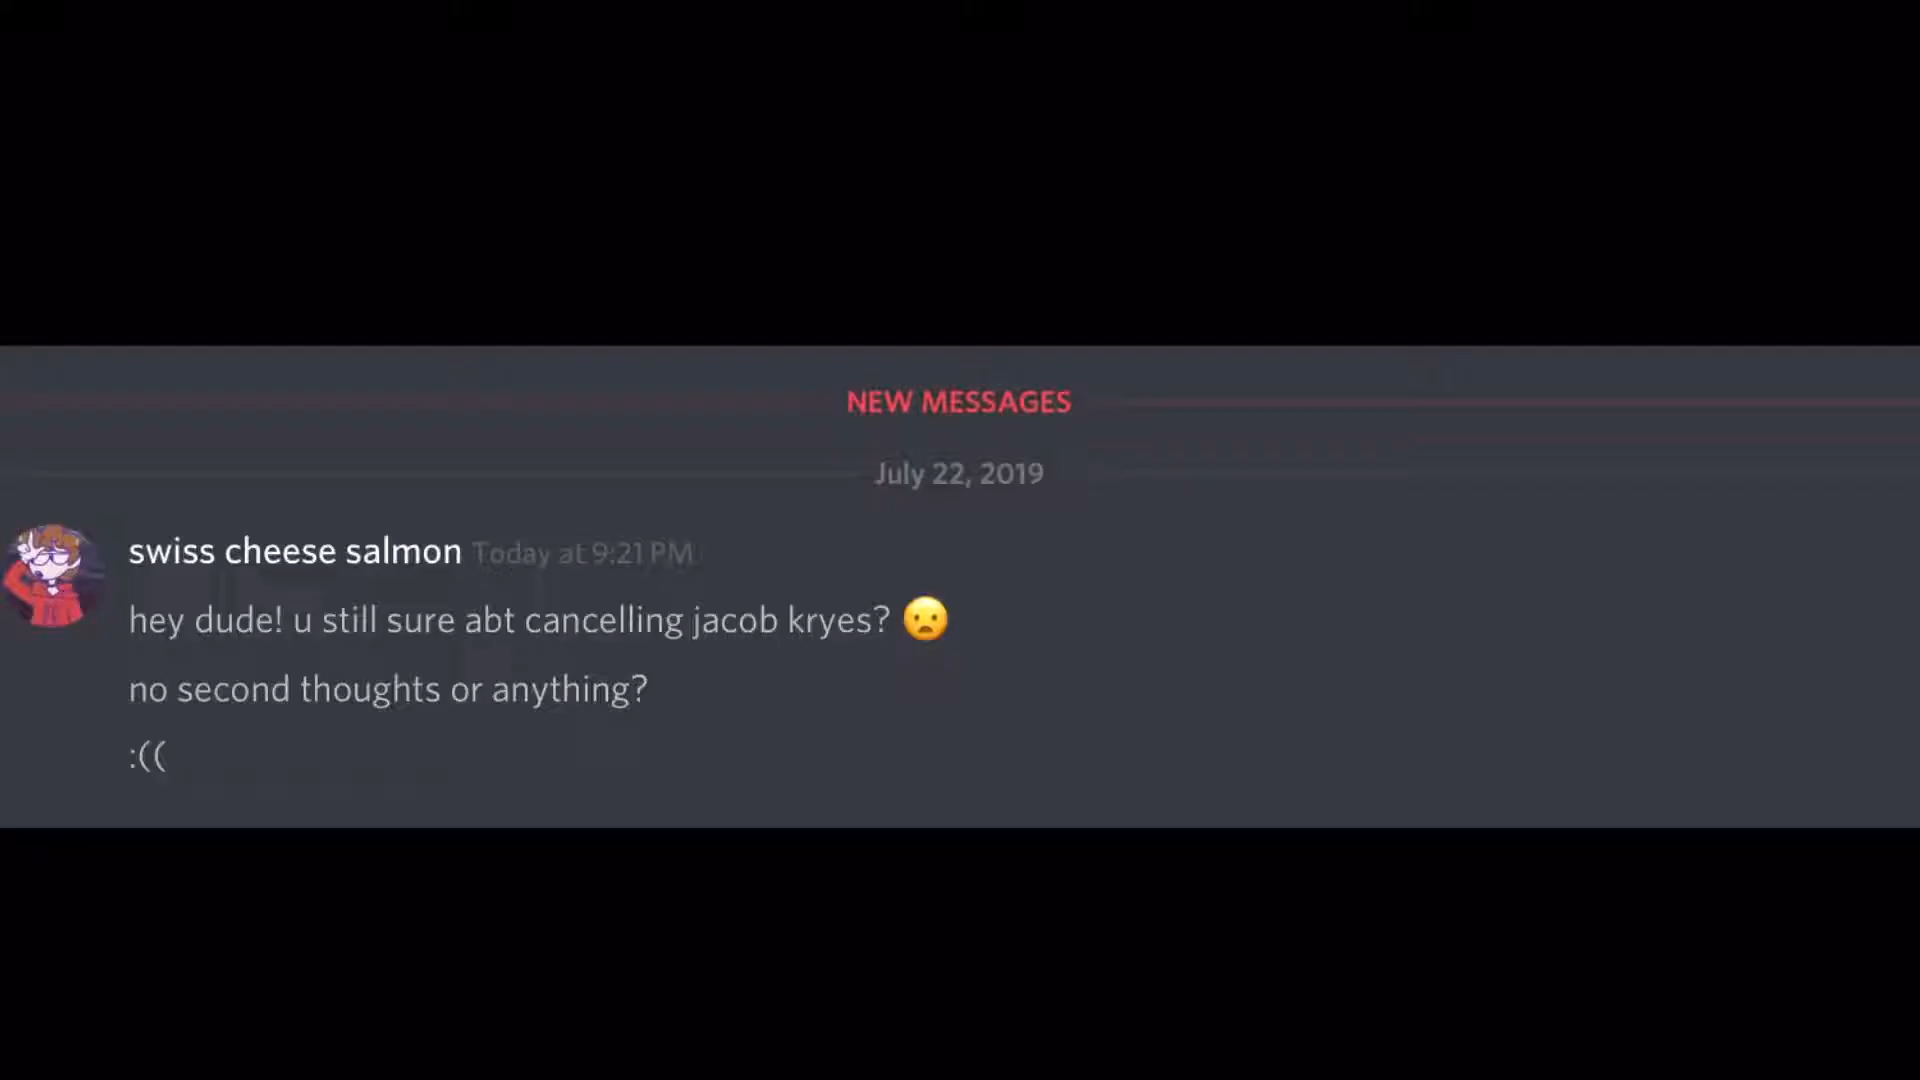 NEW MESSAGES
July 22, 2019
swiss cheese salmon Today at 9:21 PM
hey dude! u still sure abt cancelling jacob kryes? 😦
no second thoughts or anything?
:((